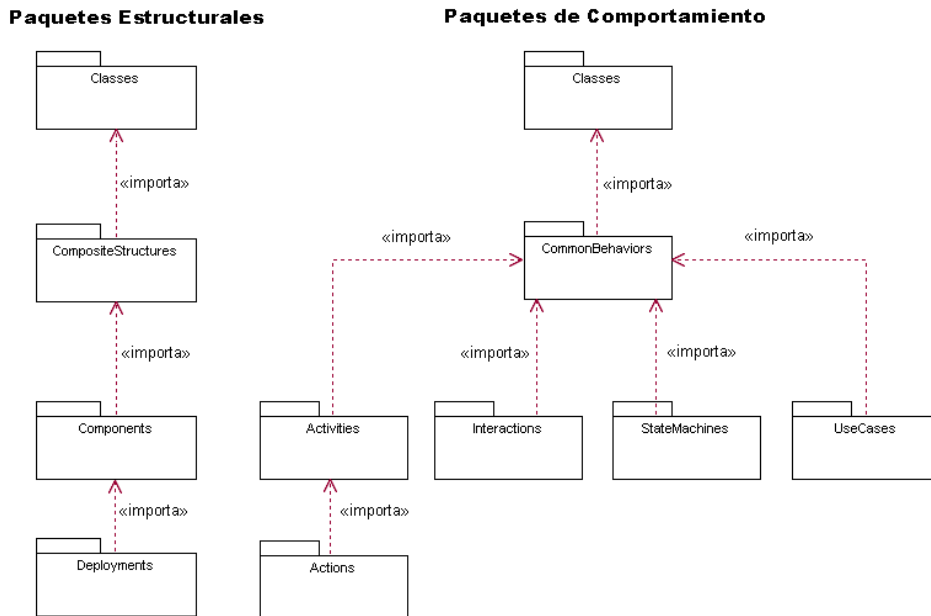 Paquetes Estructurales
Paquetes de Comportamiento
Classes
Classes
«importa»
«importa»
CompositeStructures
«importa»
CommonBehaviors
«importa»
«importa»
«importa»
«importa»
Components
Activities
Interactions
StateMachines
UseCases
«importa»
«importa»
Deployments
Actions